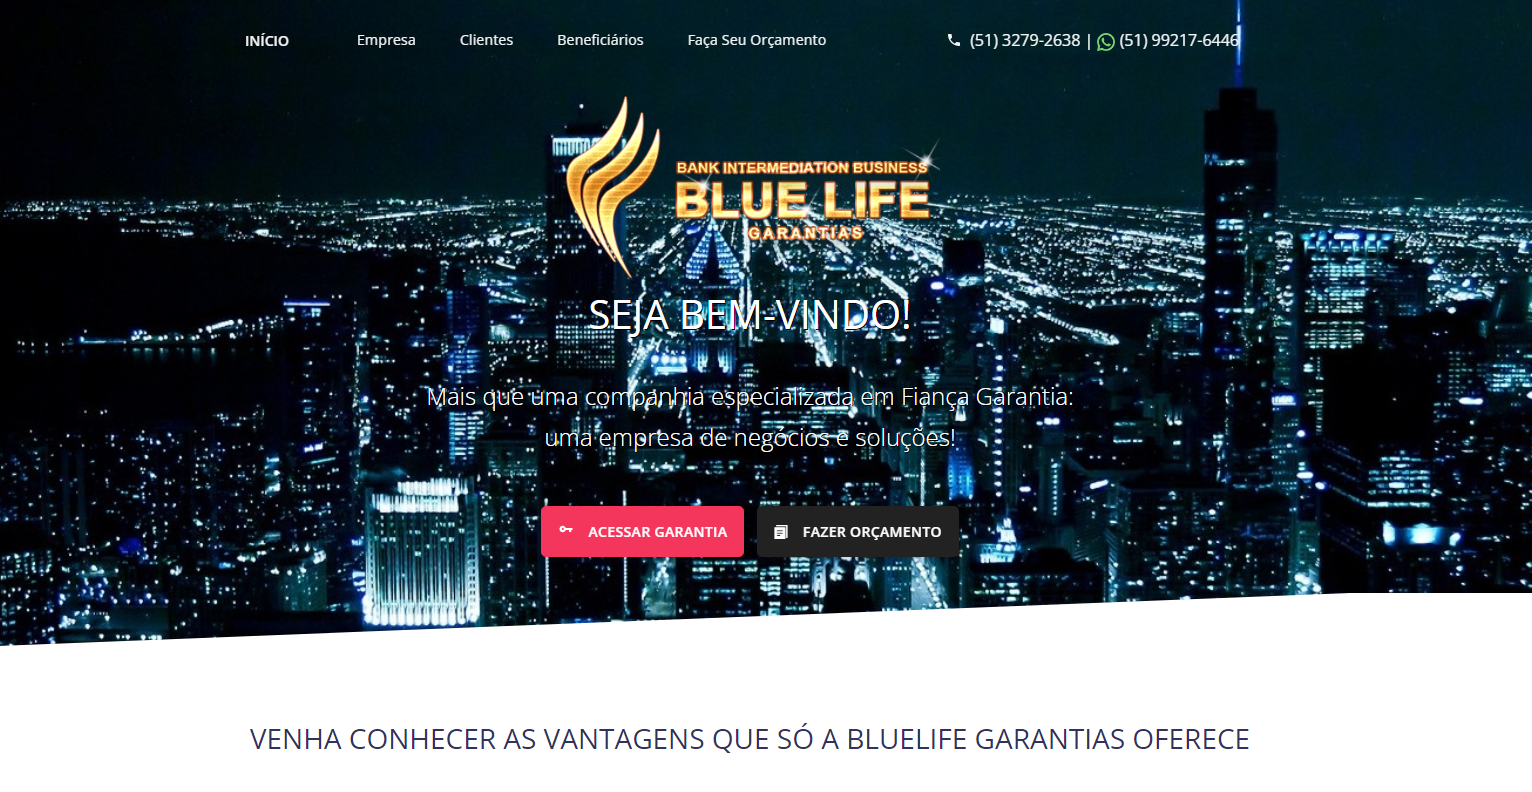 INÍCIO Empresa Clientes Beneficiários Faça Seu Orçamento (51) 3279-2638 | (51) 99217-6446
BANK INTERMEDIATION BUSINESS
BLUE LIFE
GARANTIAS
SEJA BEM-VINDO!
Mais que uma companhia especializada em Fiança Garantia:
uma empresa de negócios e soluções!
ACESSAR GARANTIA FAZER ORÇAMENTO
VENHA CONHECER AS VANTAGENS QUE SÓ A BLUELIFE GARANTIAS OFERECE